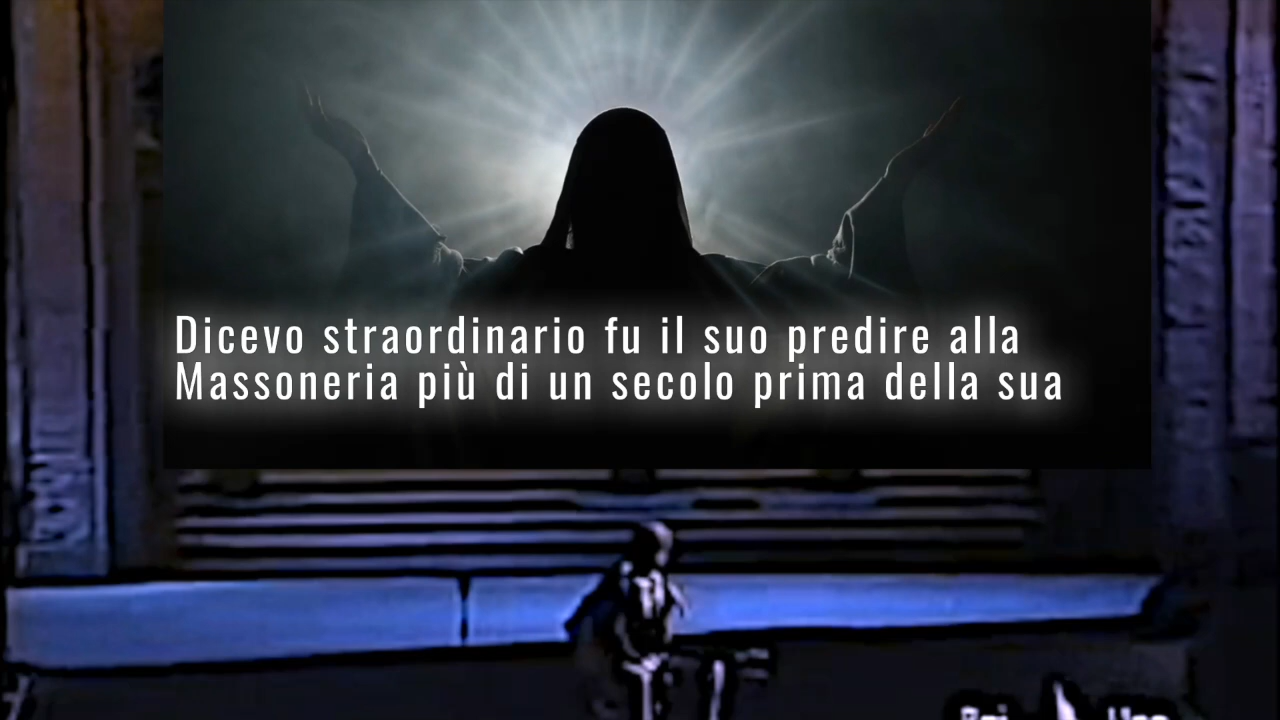 Dicevo straordinario fu il suo predire alla
Massoneria più di un secolo prima della sua